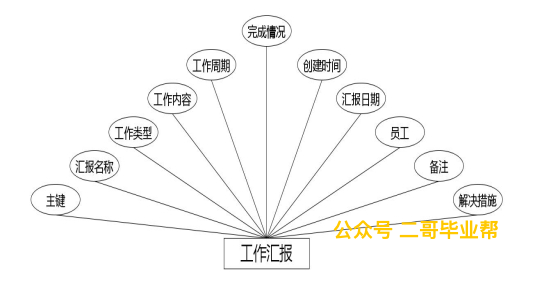 完成情况
工作周期
创建时间
工作内容
汇报日期
工作类型
员工
汇报名称
备注
主键
解决措施
公众号 二哥毕业帮
工作汇报